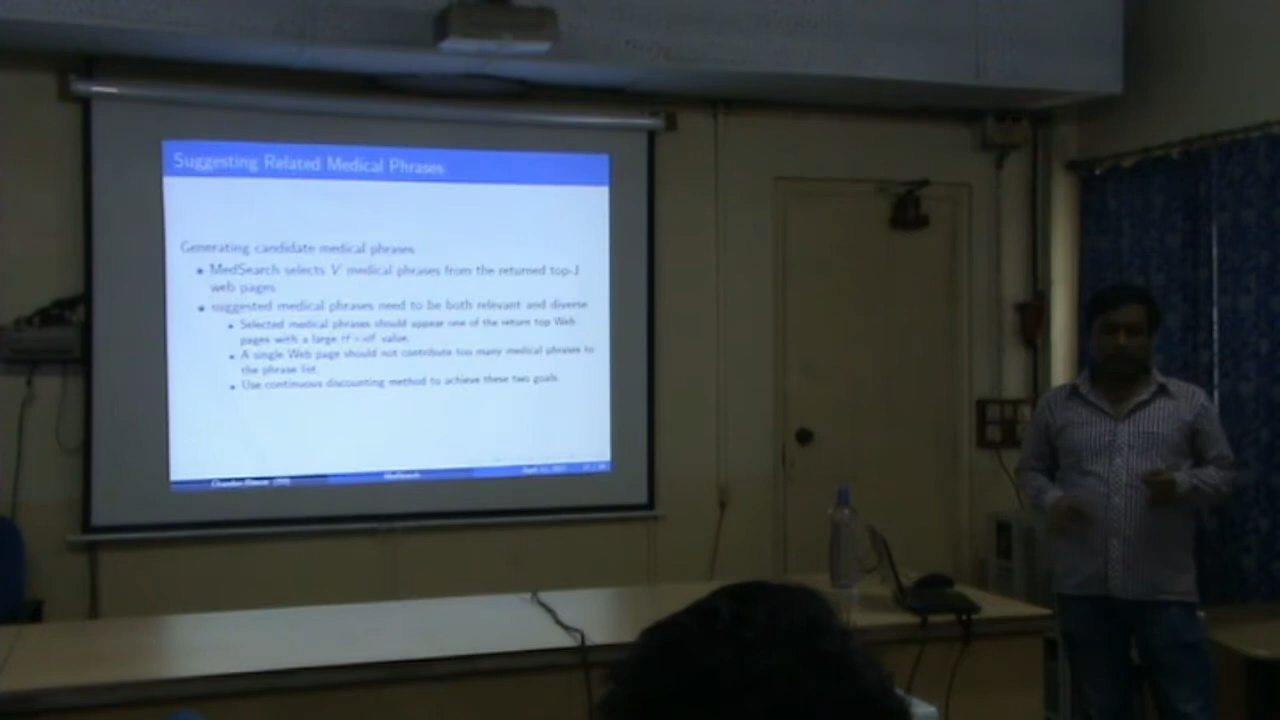 Suggesting Related Medical Phrases
Generating candidate medical phrases
MedSearch selects V medical phrases from the returned top-J
web pages
suggested medical phrases need to be both relevant and diverse
Selected medical phrases should appear one of the return top Web
pages with a large value.
A single Web page should not contribute too many medical phrases to
the phrase list.
Use continuous discounting method to achieve these two goals
MedSearch